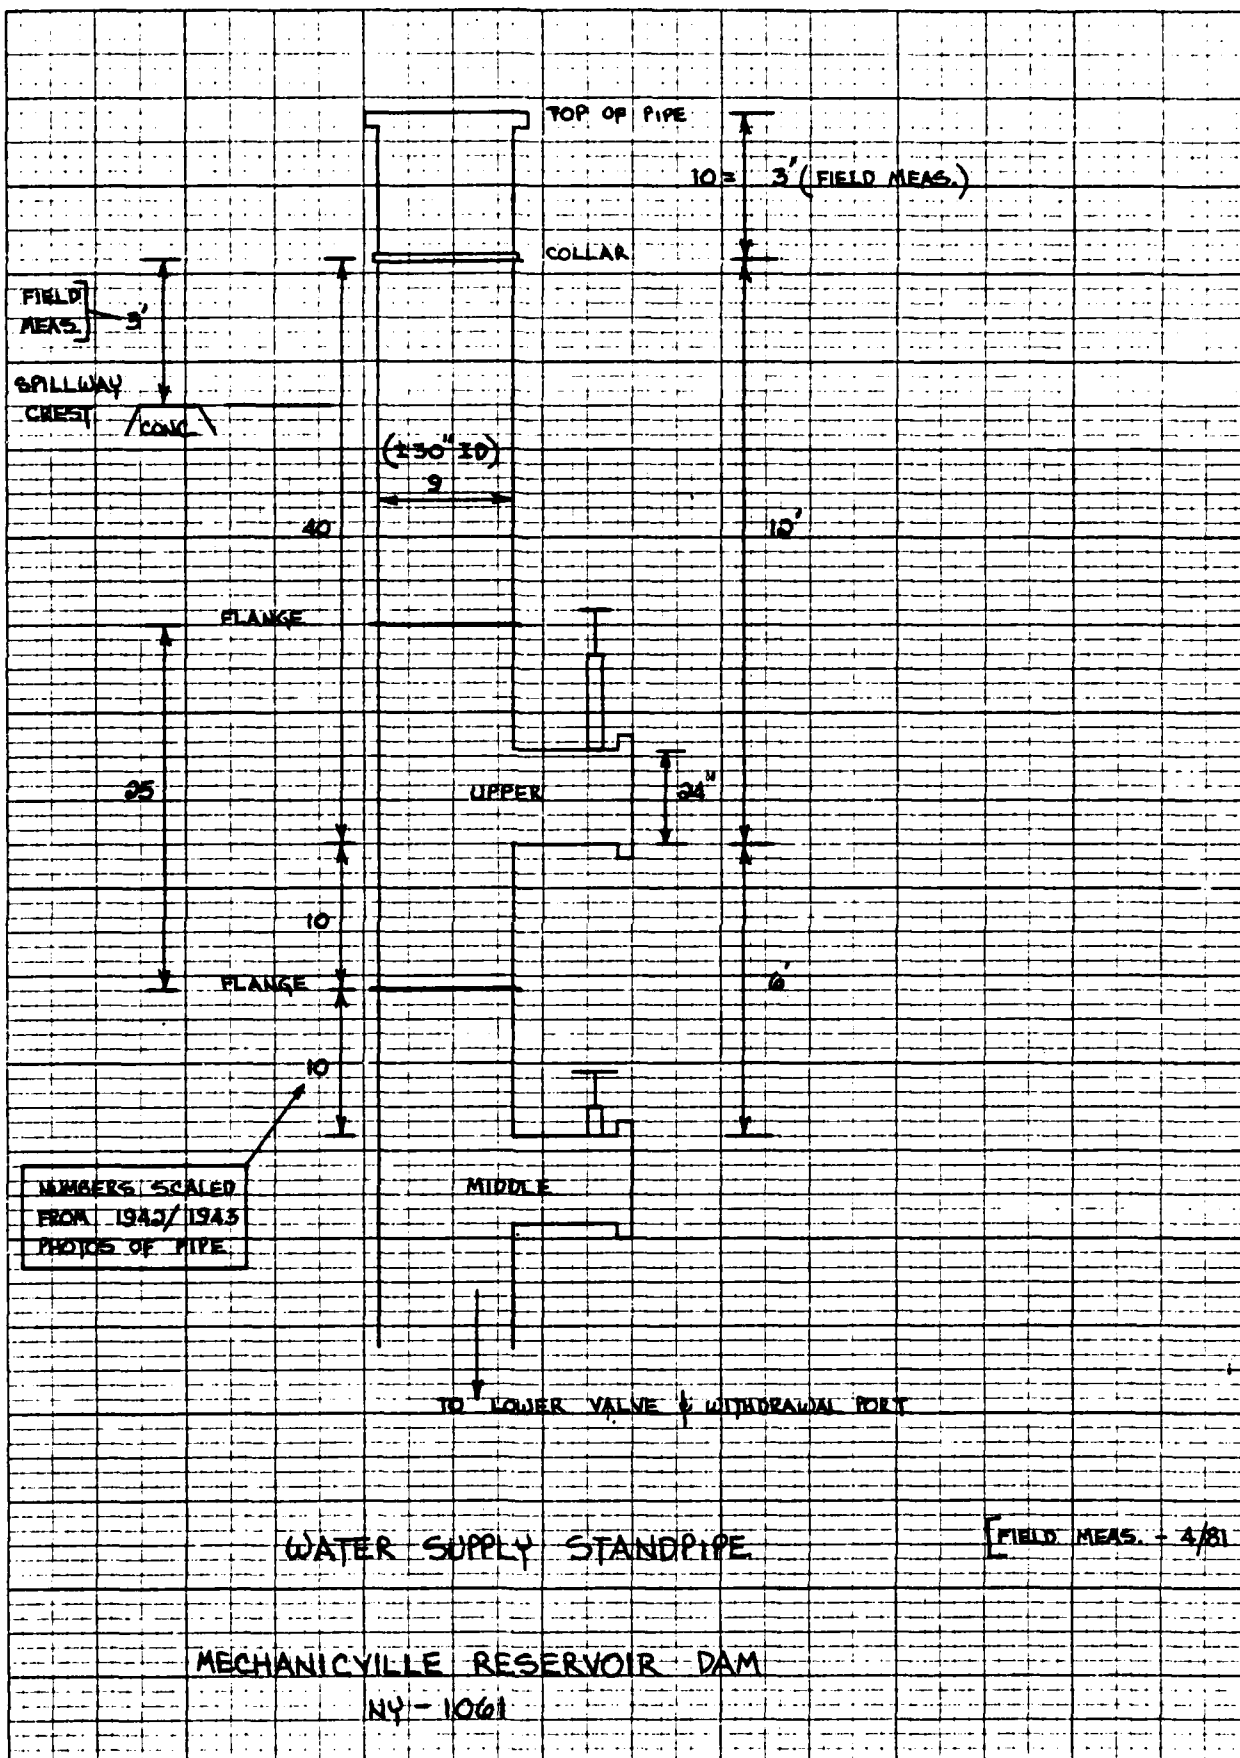 TOP OF PIPE
10 = 3' (FIELD MEAS.)
COLLAR
FIELD
MEAS.
3'
SPILLWAY
CREST
CONC.
(±30" ID)
9
40
12'
FLANGE
25
UPPER
24"
10
FLANGE
6'
10
NUMBERS SCALED
FROM 1942/1943
PHOTOS OF PIPE
MIDDLE
TO LOWER VALVE & WITHDRAWAL PORT
WATER SUPPLY STANDPIPE
[FIELD MEAS. - 4/81
MECHANICVILLE RESERVOIR DAM
NY - 1061